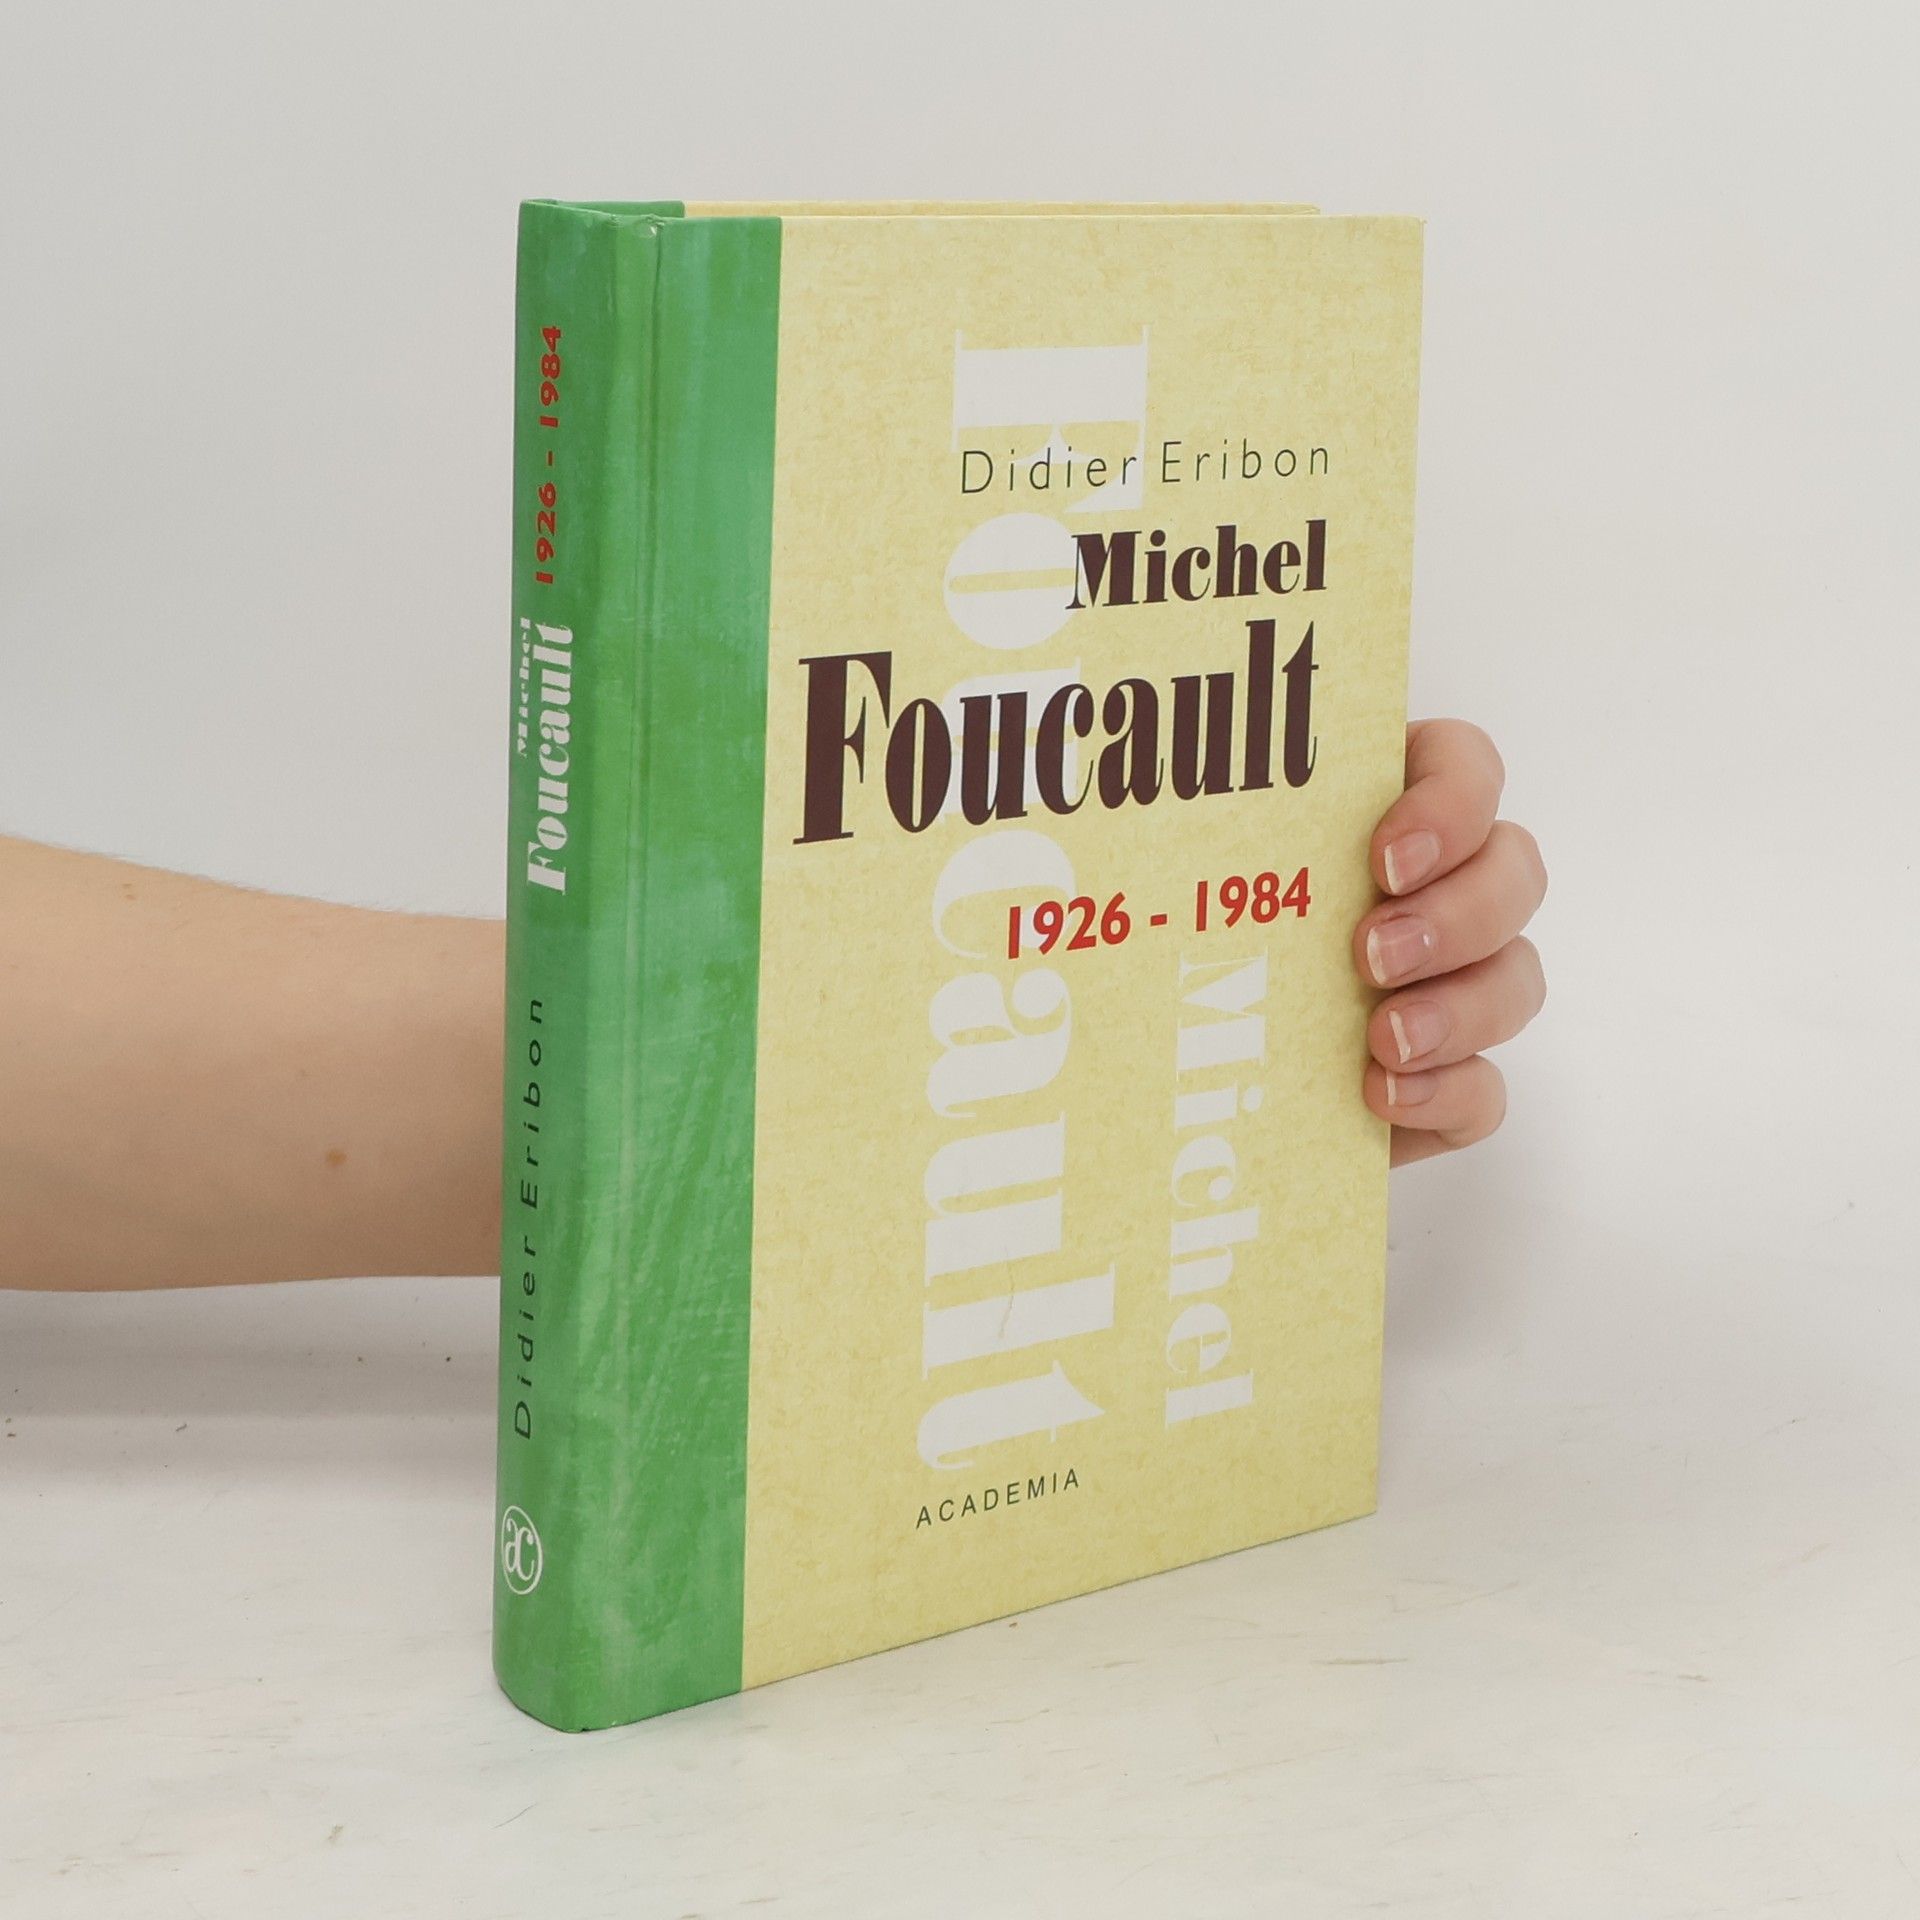 Didier Eribon
Michel
Foucault
1926 - 1984
Foucault
Michel
ACADEMIA
Didier Eribon
Michel
Foucault
1926 - 1984
ac